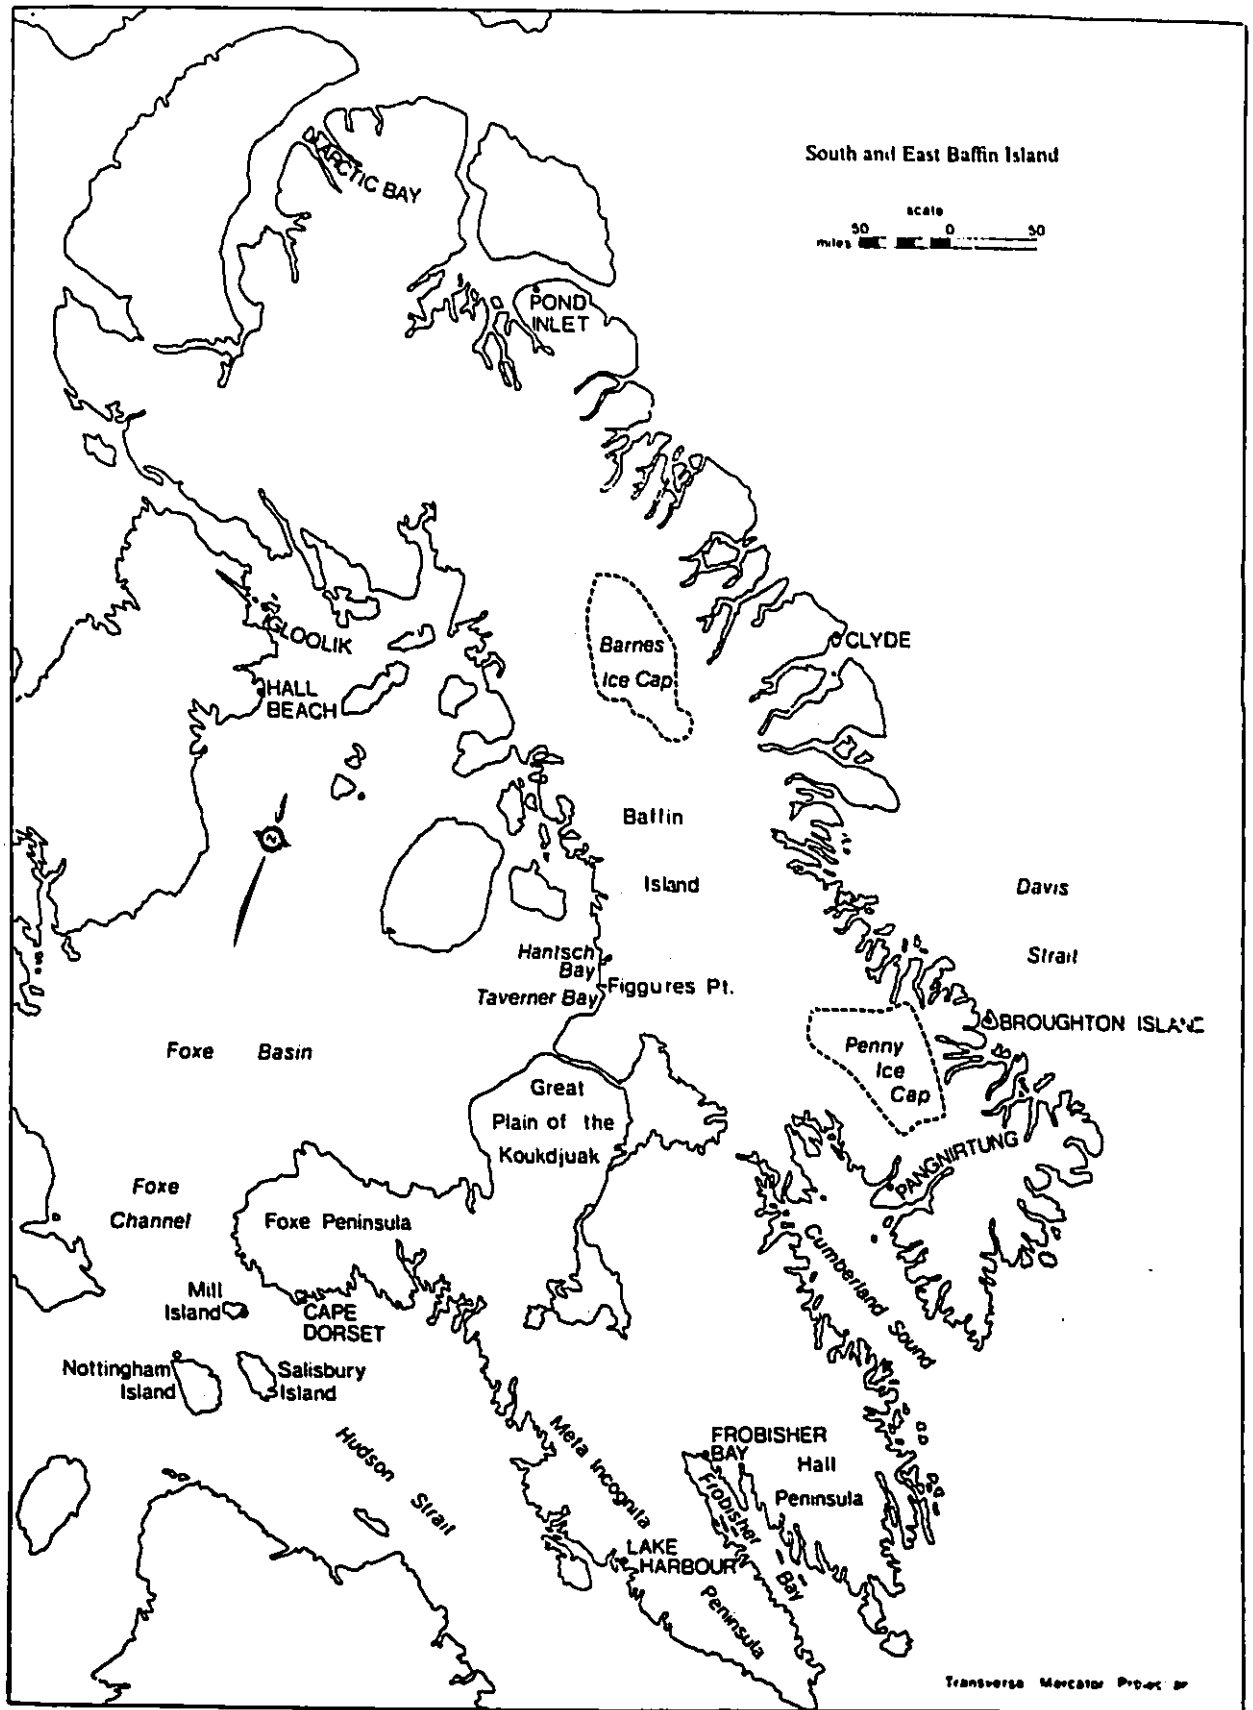 South and East Baffin Island
scale
50 0 50
miles
ARCTIC BAY
POND
INLET
CLYDE
Barnes
Ice Cap
IGLOOLIK
HALL
BEACH
N
Baffin
Island
Davis
Strait
Hantsch
Bay
Figgures Pt.
Taverner Bay
BROUGHTON ISLAND
Foxe Basin
Penny
Ice
Cap
Great
Plain of the
Koukdjuak
PANGNIRTUNG
Foxe
Channel
Foxe Peninsula
Cumberland Sound
Mill
Island
CAPE
DORSET
Nottingham
Island
Salisbury
Island
Hudson
Strait
Meta Incognita
Peninsula
FROBISHER
BAY
Hall
Peninsula
Frobisher
Bay
LAKE
HARBOUR
Transverse Mercator